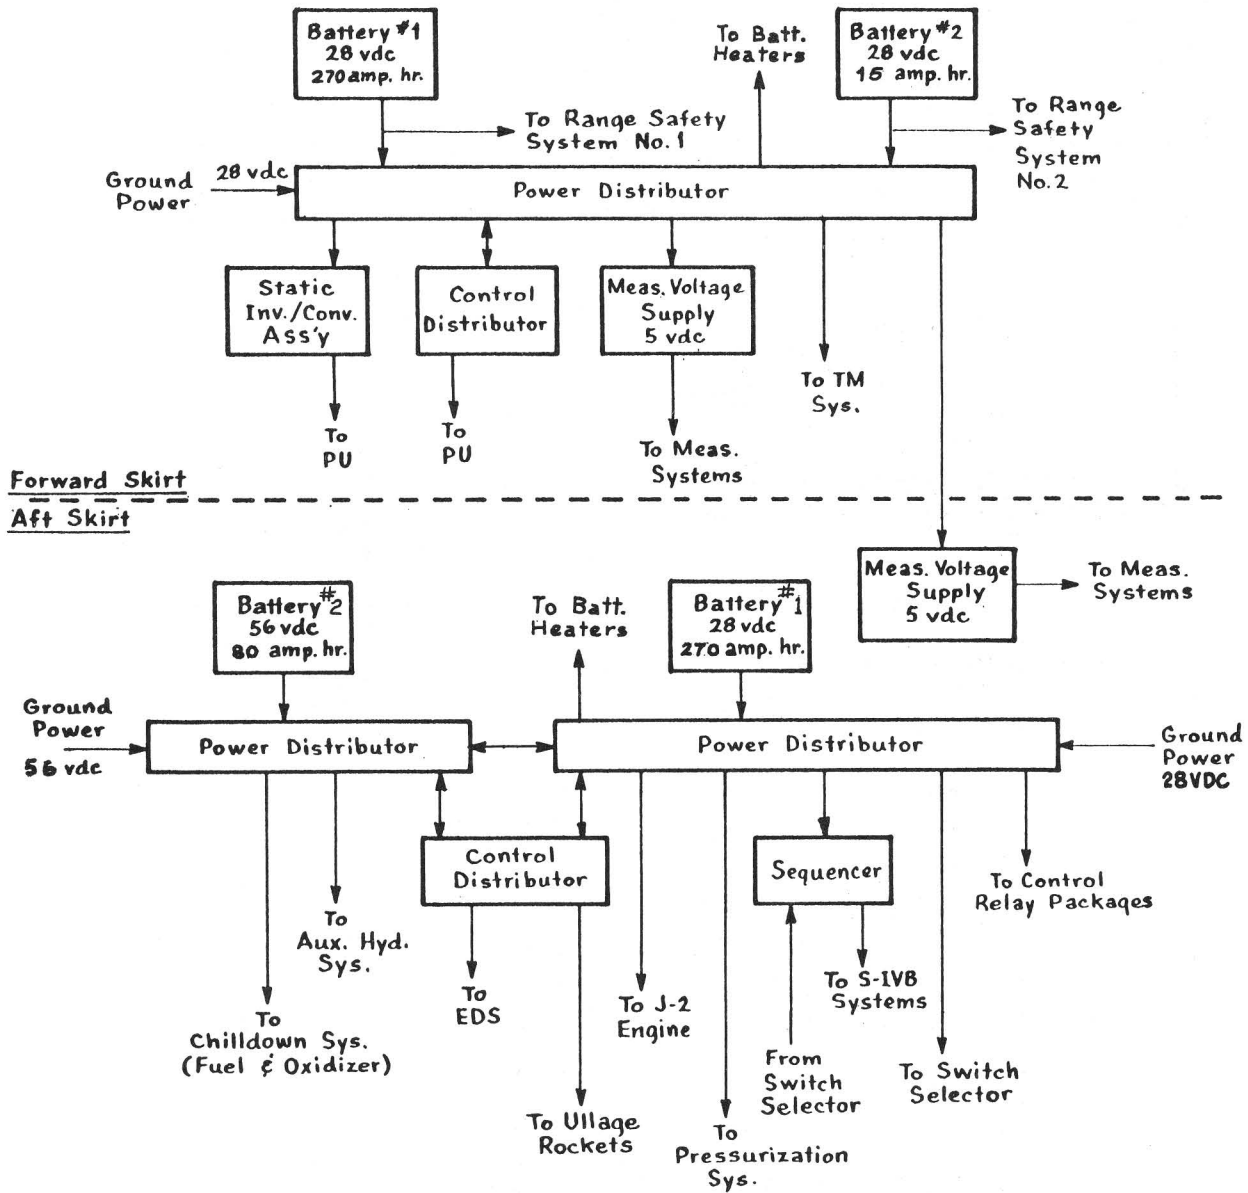 Battery #1
28 vdc
270 amp. hr.
To Batt.
Heaters
Battery #2
28 vdc
15 amp. hr.
To Range Safety
System No. 1
To Range
Safety
System
No. 2
Ground
Power
28 vdc
Power Distributor
Static
Inv./Conv.
Ass'y
Control
Distributor
Meas. Voltage
Supply
5 vdc
To
PU
To
PU
To Meas.
Systems
To TM
Sys.
Forward Skirt
Aft Skirt
Meas. Voltage
Supply
5 vdc
To Meas.
Systems
Battery #2
56 vdc
80 amp. hr.
To Batt.
Heaters
Battery #1
28 vdc
270 amp. hr.
Ground
Power
56 vdc
Power Distributor
Power Distributor
Ground
Power
28VDC
Control
Distributor
Sequencer
To
Aux. Hyd.
Sys.
To
Chilldown Sys.
(Fuel & Oxidizer)
To
EDS
To Ullage
Rockets
To J-2
Engine
To
Pressurization
Sys.
From
Switch
Selector
To S-IVB
Systems
To Switch
Selector
To Control
Relay Packages